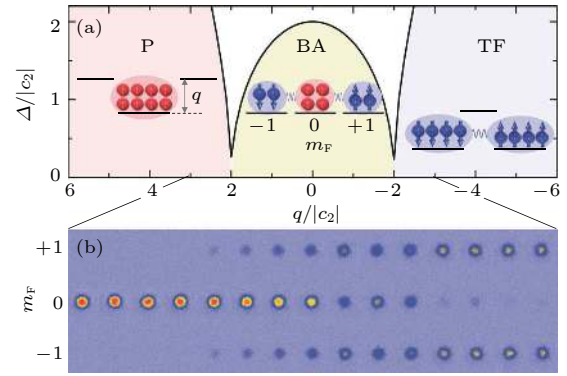 (a)
P
BA
TF
Δ/|c₂|
2
1
0
q
−1 0 +1
m_F
6 4 2 0 −2 −4 −6
q/|c₂|
(b)
+1
0
−1
m_F